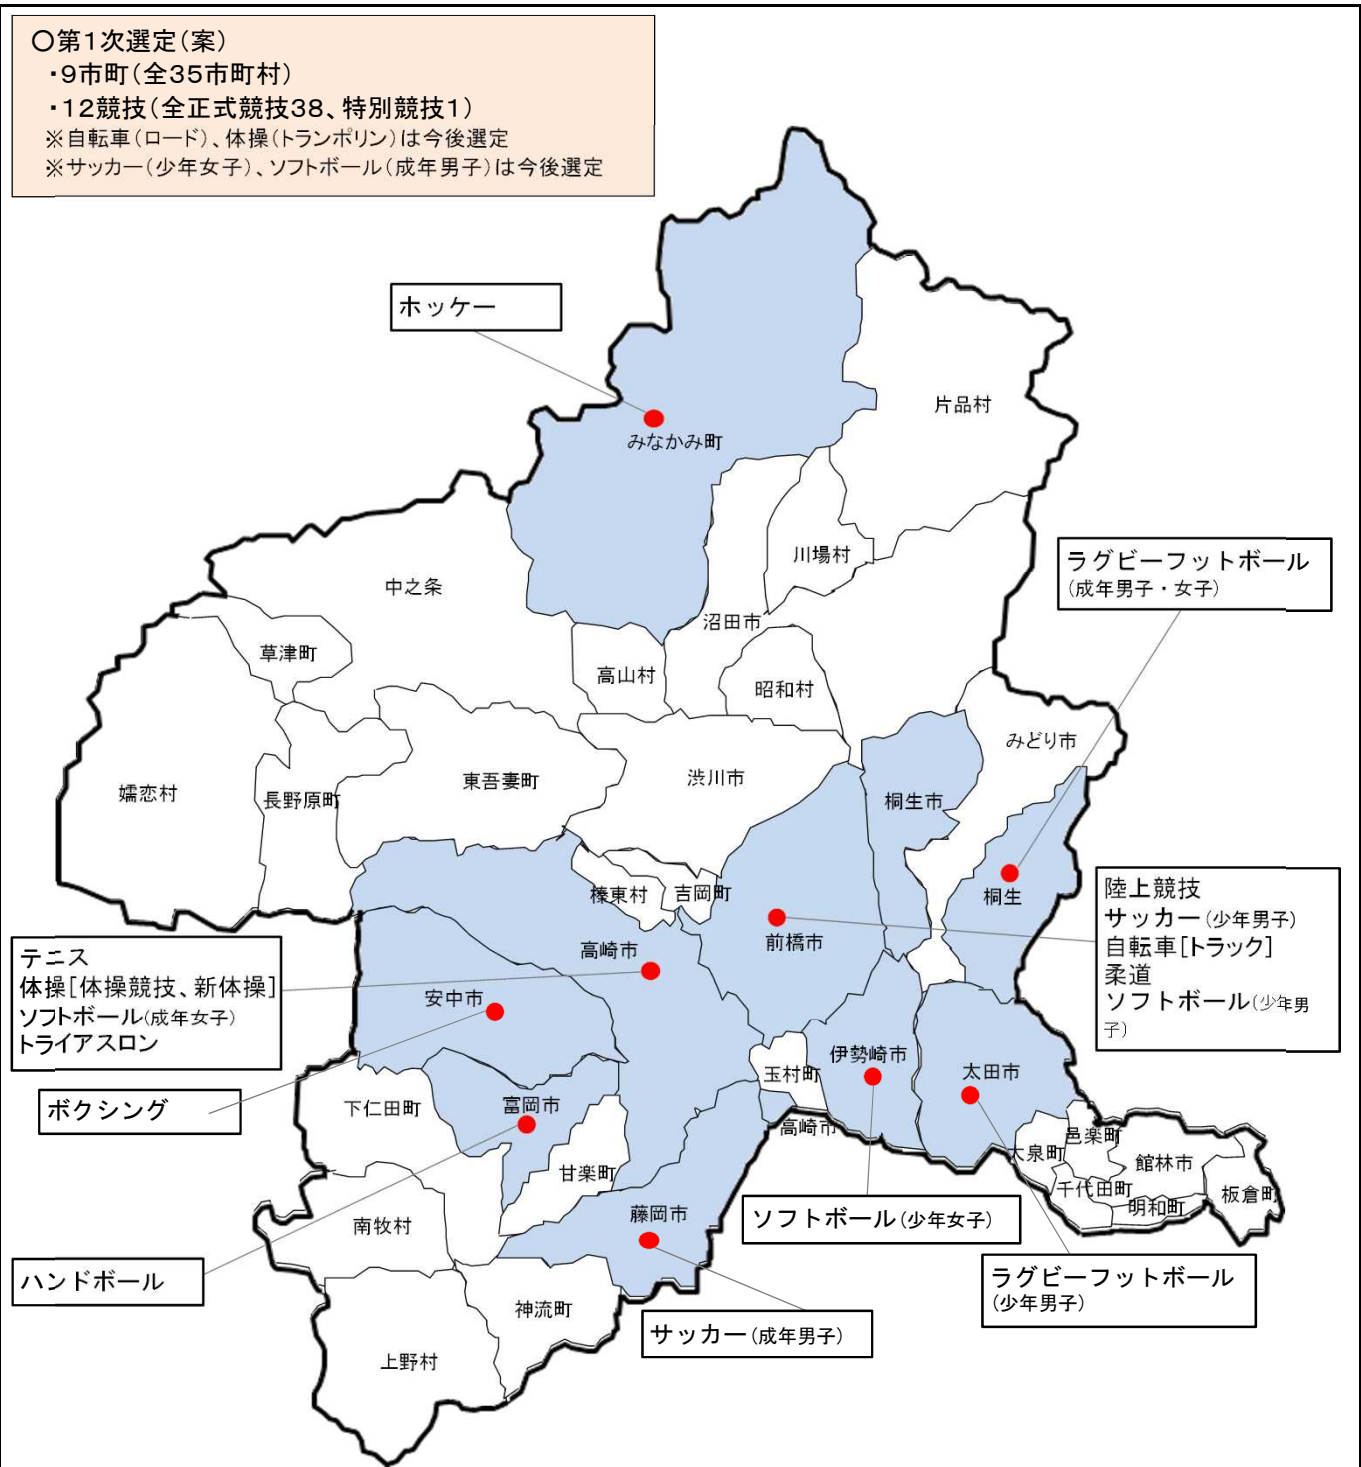 〇第1次選定(案)
・9市町(全35市町村)
・12競技(全正式競技38、特別競技1)
※自転車(ロード)、体操(トランポリン)は今後選定
※サッカー(少年女子)、ソフトボール(成年男子)は今後選定
ホッケー
みなかみ町
片品村
川場村
ラグビーフットボール
(成年男子・女子)
中之条
沼田市
草津町
高山村
昭和村
みどり市
嬬恋村
長野原町
東吾妻町
渋川市
桐生市
榛東村
吉岡町
桐生
陸上競技
サッカー(少年男子)
自転車[トラック]
柔道
ソフトボール(少年男
子)
前橋市
高崎市
テニス
体操[体操競技、新体操]
ソフトボール(成年女子)
トライアスロン
安中市
伊勢崎市
玉村町
太田市
ボクシング
下仁田町
富岡市
高崎市
邑楽町
大泉町
館林市
甘楽町
千代田町
板倉町
明和町
藤岡市
南牧村
ソフトボール(少年女子)
ハンドボール
ラグビーフットボール
(少年男子)
神流町
サッカー(成年男子)
上野村